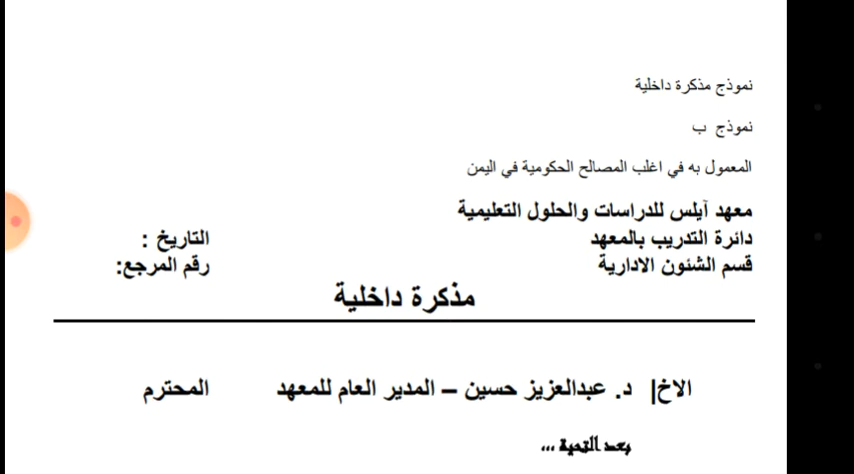 نموذج مذكرة داخلية
نموذج ب
المعمول به في اغلب المصالح الحكومية في اليمن
معهد آيلس للدراسات والحلول التعليمية
دائرة التدريب بالمعهد التاريخ :
قسم الشئون الادارية رقم المرجع:
مذكرة داخلية
الاخ| د. عبدالعزيز حسين – المدير العام للمعهد المحترم
بعد التحية ...